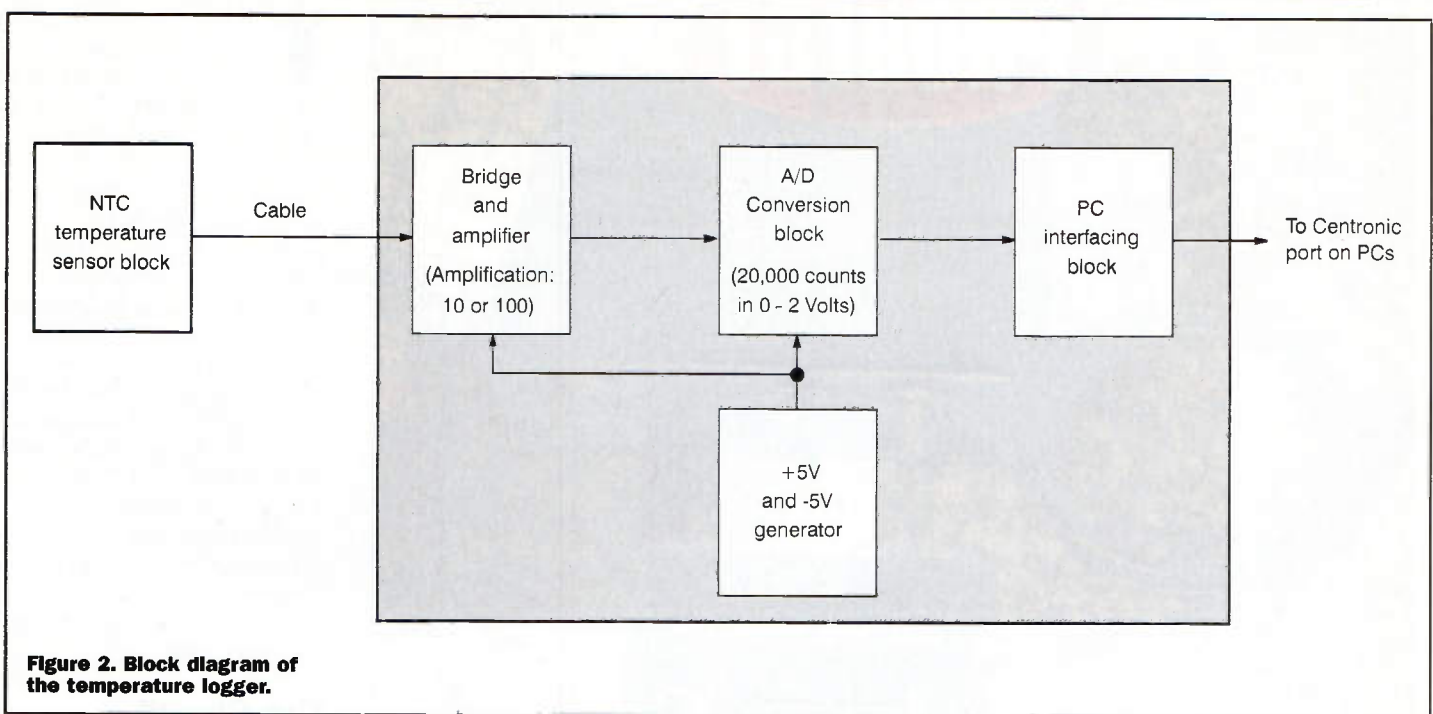 NTC
temperature
sensor block
Cable
Bridge
and
amplifier
(Amplification:
10 or 100)
A/D
Conversion
block
(20,000 counts
in 0 - 2 Volts)
PC
interfacing
block
To Centronic
port on PCs
+5V
and -5V
generator
Figure 2. Block diagram of
the temperature logger.